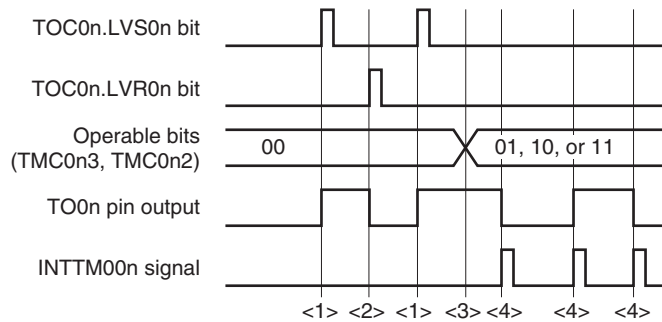 TOC0n.LVS0n bit
TOC0n.LVR0n bit
Operable bits
(TMC0n3, TMC0n2)
00
01, 10, or 11
TO0n pin output
INTTM00n signal
<1> <2> <1> <3> <4> <4> <4>